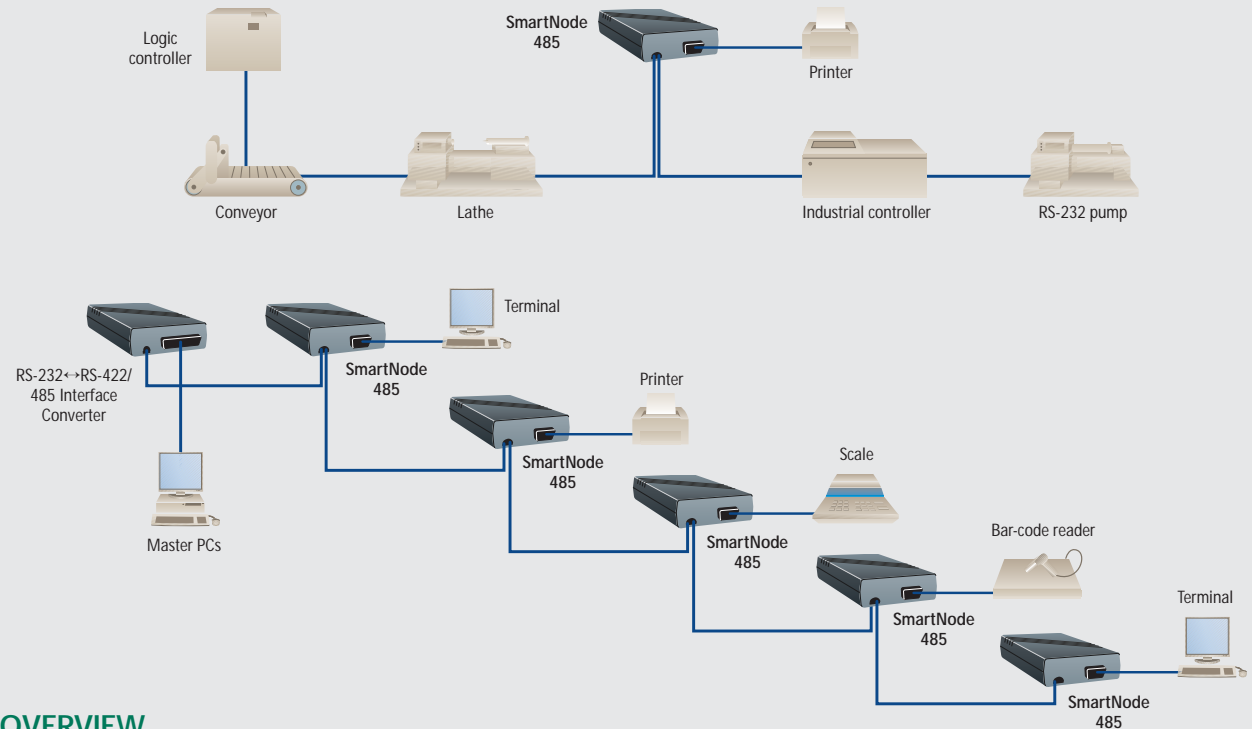 SmartNode
485
Logic
controller
Printer
Conveyor
Lathe
Industrial controller
RS-232 pump
Terminal
RS-232↔RS-422/
485 Interface
Converter
SmartNode
485
Printer
SmartNode
485
Scale
Master PCs
SmartNode
485
Bar-code reader
SmartNode
485
Terminal
SmartNode
485
OVERVIEW